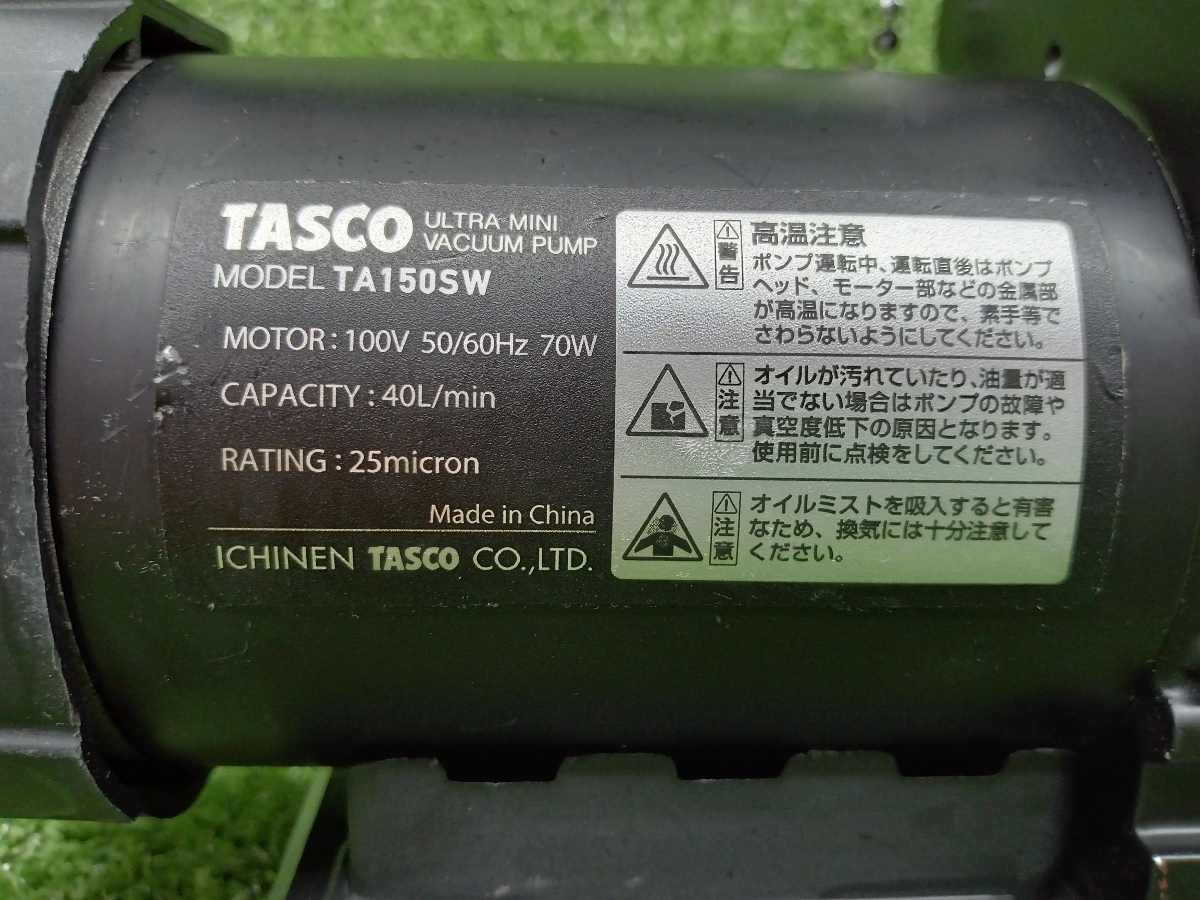 TASCO ULTRA MINI
VACUUM PUMP
MODEL TA150SW
MOTOR : 100V 50/60Hz 70W
CAPACITY : 40L/min
RATING : 25micron
Made in China
ICHINEN TASCO CO.,LTD.
警告
高温注意
ポンプ運転中、運転直後はポンプ
ヘッド、モーター部などの金属部
が高温になりますので、素手等で
さわらないようにしてください。
注意
オイルが汚れていたり、油量が適
当でない場合はポンプの故障や
真空度低下の原因となります。
使用前に点検をしてください。
注意
オイルミストを吸入すると有害
なため、換気には十分注意して
ください。